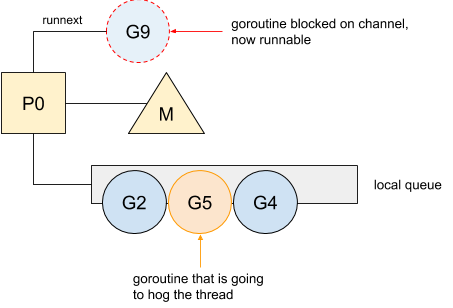 runnext
G9
goroutine blocked on channel,
now runnable
P0
M
G2
G5
G4
local queue
goroutine that is going
to hog the thread